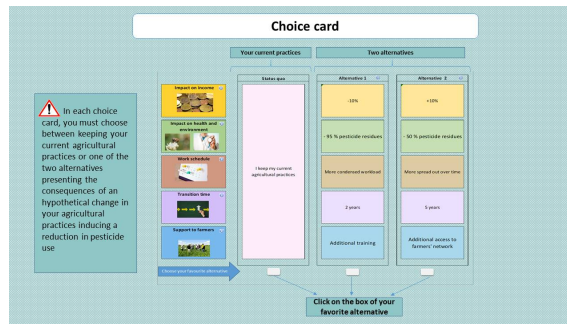 Choice card
Your current practices
Two alternatives
Status quo
Alternative 1
Alternative 2
In each choice
card, you must choose
between keeping your
current agricultural
practices or one of the
two alternatives
presenting the
consequences of an
hypothetical change in
your agricultural
practices inducing a
reduction in pesticide
use
Impact on income
-10%
+10%
Impact on health and
environment
- 95 % pesticide residues
- 50 % pesticide residues
Work schedule
I keep my current
agricultural practices
More condensed workload
More spread out over time
Transition time
2 years
5 years
Support to farmers
Additional training
Additional access to
farmers' network
Choose your favorite alternative
Click on the box of your
favorite alternative